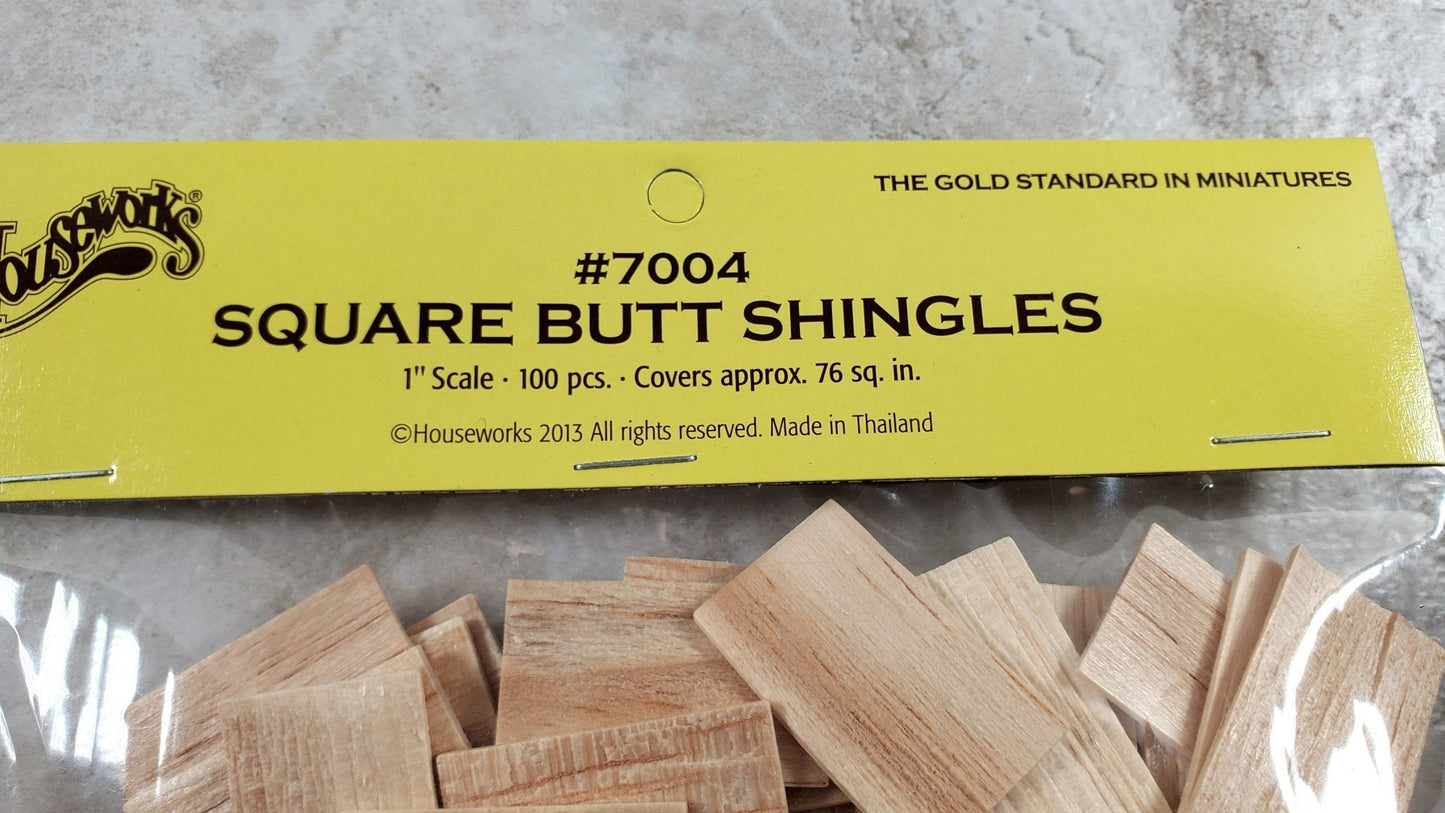 Houseworks®
THE GOLD STANDARD IN MINIATURES
#7004
SQUARE BUTT SHINGLES
1" Scale · 100 pcs. · Covers approx. 76 sq. in.
©Houseworks 2013 All rights reserved. Made in Thailand